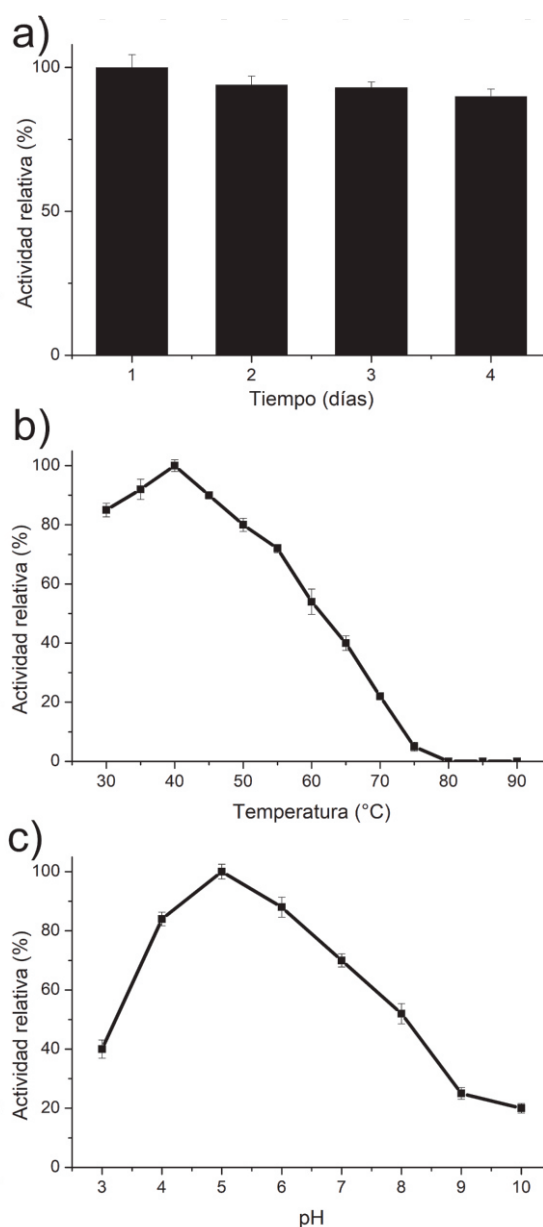 a)
Actividad relativa (%)
100
50
0
1 2 3 4
Tiempo (días)
b)
Actividad relativa (%)
100
80
60
40
20
0
30 40 50 60 70 80 90
Temperatura (°C)
c)
Actividad relativa (%)
100
80
60
40
20
0
3 4 5 6 7 8 9 10
pH